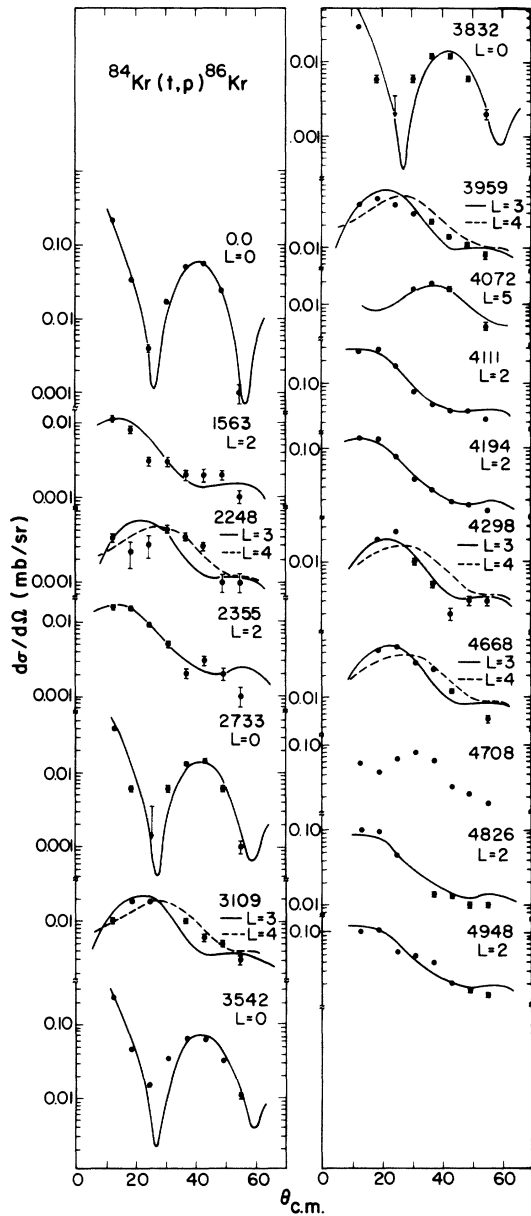 ⁸⁴Kr(t,p)⁸⁶Kr
0.0
L=0
0.10
0.01
0.001
0.01
1563
L=2
0.001
2248
L=3
L=4
0.001
0.01
2355
L=2
0.001
2733
L=0
0.01
0.001
3109
L=3
L=4
0.01
3542
L=0
0.10
0.01
0 20 40 60
dσ/dΩ (mb/sr)
3832
L=0
0.01
.001
3959
L=3
L=4
0.01
4072
L=5
0.01
4111
L=2
0.10
4194
L=2
0.10
4298
L=3
L=4
0.01
4668
L=3
L=4
0.01
0.10
4708
4826
L=2
0.10
4948
L=2
0.10
0 20 40 60
θc.m.